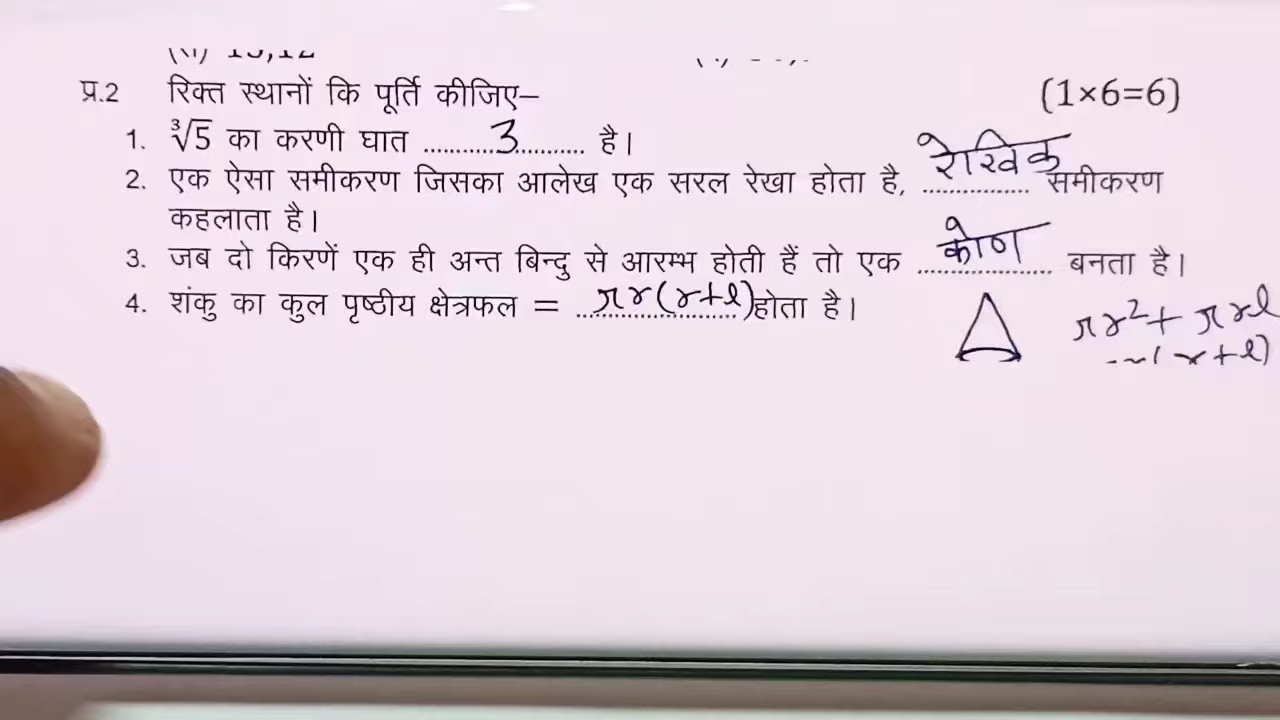 प्र.2 रिक्त स्थानों कि पूर्ति कीजिए– (1×6=6)
1. ∛5 का करणी घात ...........3.......... है।
2. एक ऐसा समीकरण जिसका आलेख एक सरल रेखा होता है, रेखिक समीकरण
कहलाता है।
3. जब दो किरणें एक ही अन्त बिन्दु से आरम्भ होती हैं तो एक कोण बनता है।
4. शंकु का कुल पृष्ठीय क्षेत्रफल = πr(r+l) होता है।
πr²+ πrl
r+l)